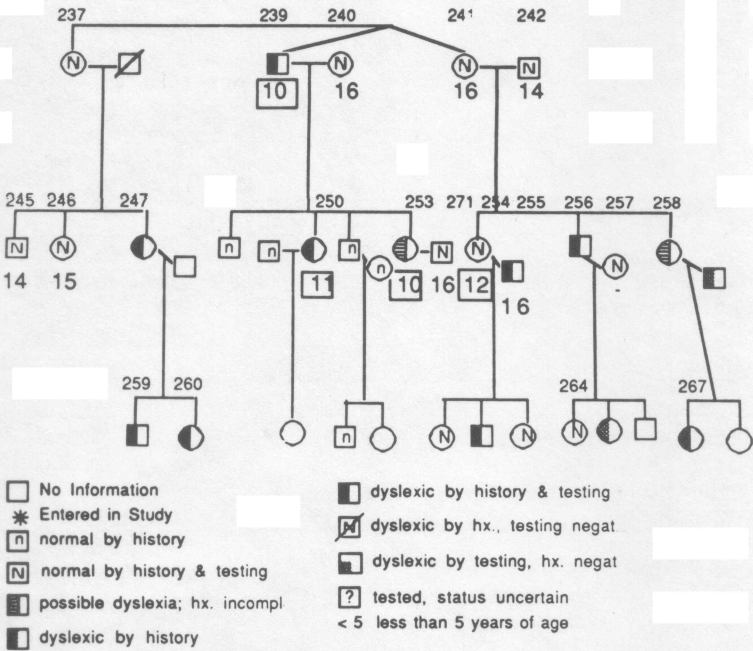 237 239 240 241 242
N N N N
10 16 16 14
245 246 247 250 253 271 254 255 256 257 258
N N n n n N N N
n
14 15 11 10 16 12
16
259 260 264 267
n N N N
No Information
Entered in Study
n normal by history
N normal by history & testing
possible dyslexia; hx. incompl
dyslexic by history
dyslexic by history & testing
N dyslexic by hx., testing negat
dyslexic by testing, hx. negat
? tested, status uncertain
< 5 less than 5 years of age